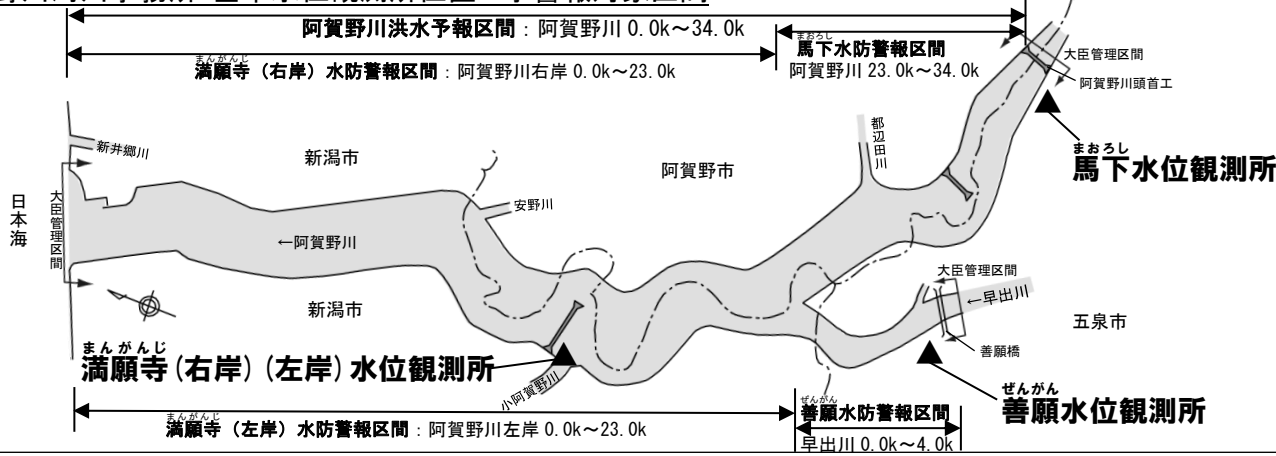 阿賀野川洪水予報区間：阿賀野川 0.0k～34.0k
まんがんじ
満願寺（右岸）水防警報区間：阿賀野川右岸 0.0k～23.0k
まおろし
馬下水防警報区間
阿賀野川 23.0k～34.0k
大臣管理区間
阿賀野川頭首工
まおろし
馬下水位観測所
新井郷川
新潟市
阿賀野市
都辺田川
安野川
日本海
大臣管理区間
←阿賀野川
新潟市
大臣管理区間
←早出川
五泉市
善願橋
まんがんじ
満願寺(右岸)(左岸)水位観測所
小阿賀野川
ぜんがん
善願水位観測所
まんがんじ
満願寺（左岸）水防警報区間：阿賀野川左岸 0.0k～23.0k
ぜんがん
善願水防警報区間
早出川 0.0k～4.0k